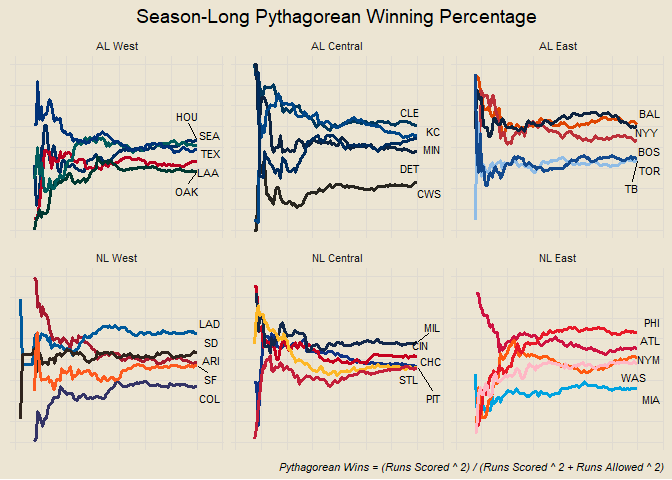 Season-Long Pythagorean Winning Percentage
AL West
AL Central
AL East
HOU
SEA
TEX
LAA
OAK
CLE
KC
MIN
DET
CWS
BAL
NYY
BOS
TOR
TB
NL West
NL Central
NL East
LAD
SD
ARI
SF
COL
MIL
CIN
CHC
STL
PIT
PHI
ATL
NYM
WAS
MIA
Pythagorean Wins = (Runs Scored ^ 2) / (Runs Scored ^ 2 + Runs Allowed ^ 2)